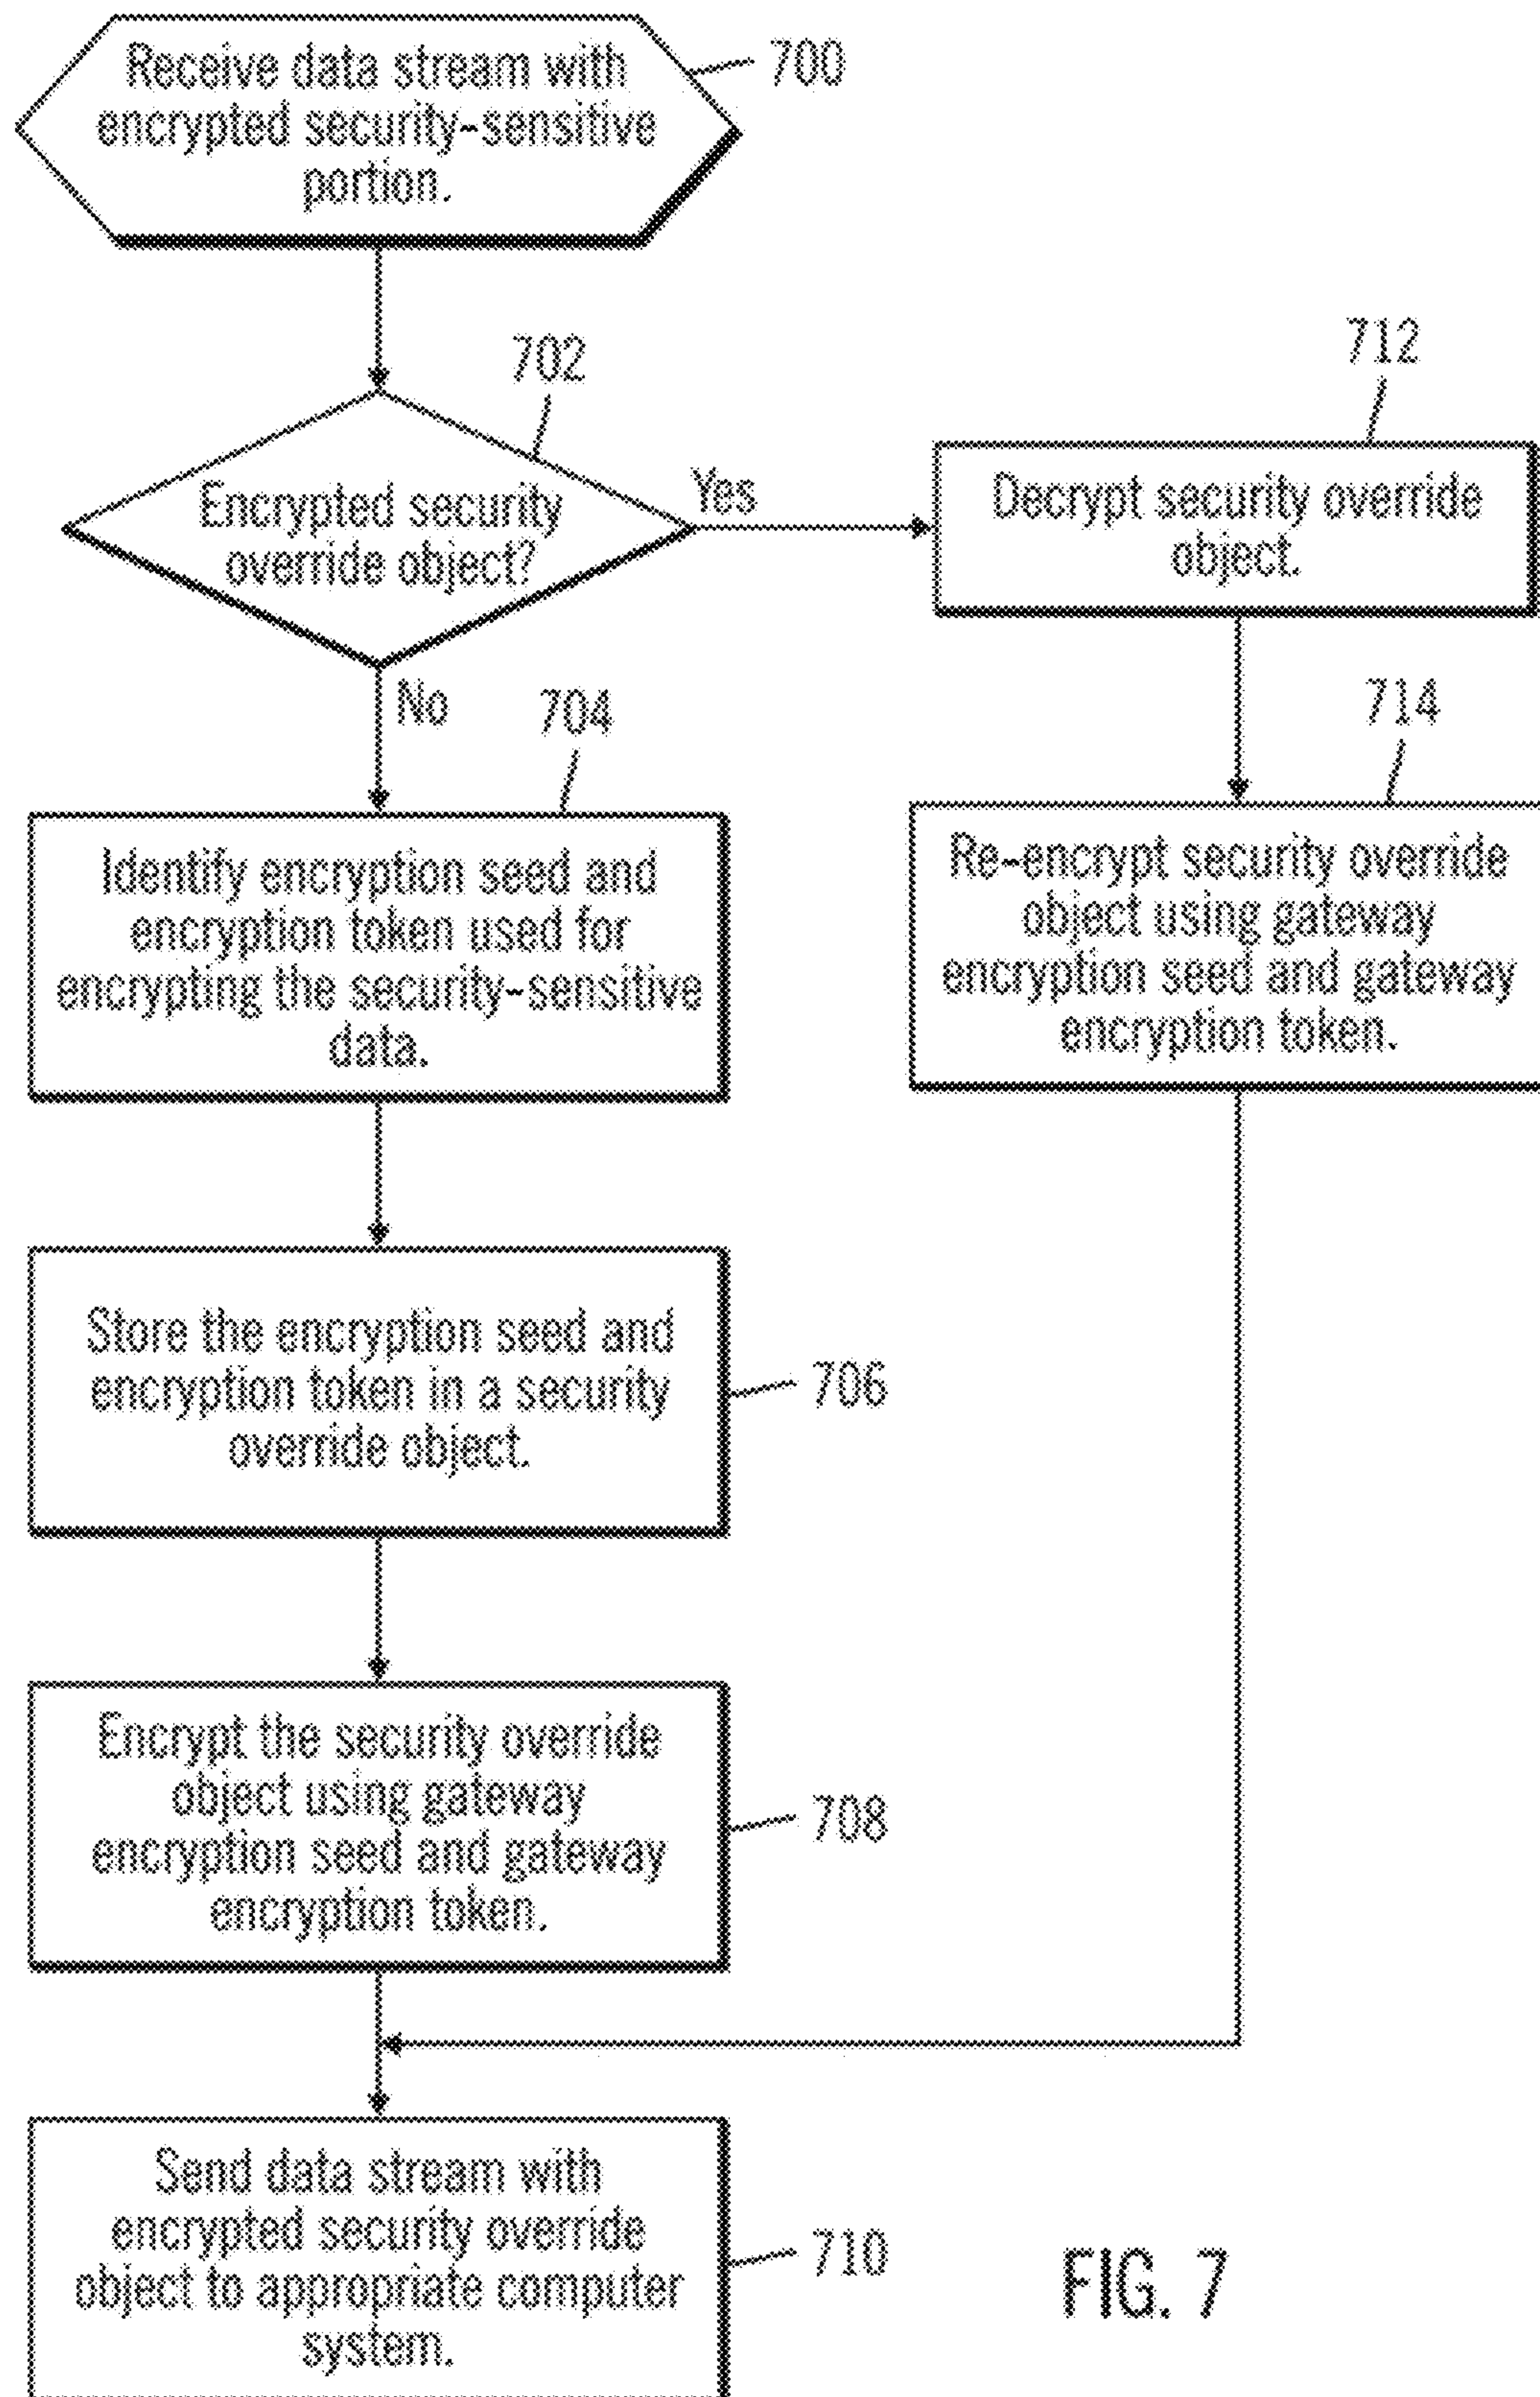 Receive data stream with
encrypted security-sensitive
portion.
700
702
Encrypted security
override object?
Yes
No
712
Decrypt security override
object.
704
Identify encryption seed and
encryption token used for
encrypting the security-sensitive
data.
714
Re-encrypt security override
object using gateway
encryption seed and gateway
encryption token.
Store the encryption seed and
encryption token in a security
override object.
706
Encrypt the security override
object using gateway
encryption seed and gateway
encryption token.
708
Send data stream with
encrypted security override
object to appropriate computer
system.
710
FIG. 7